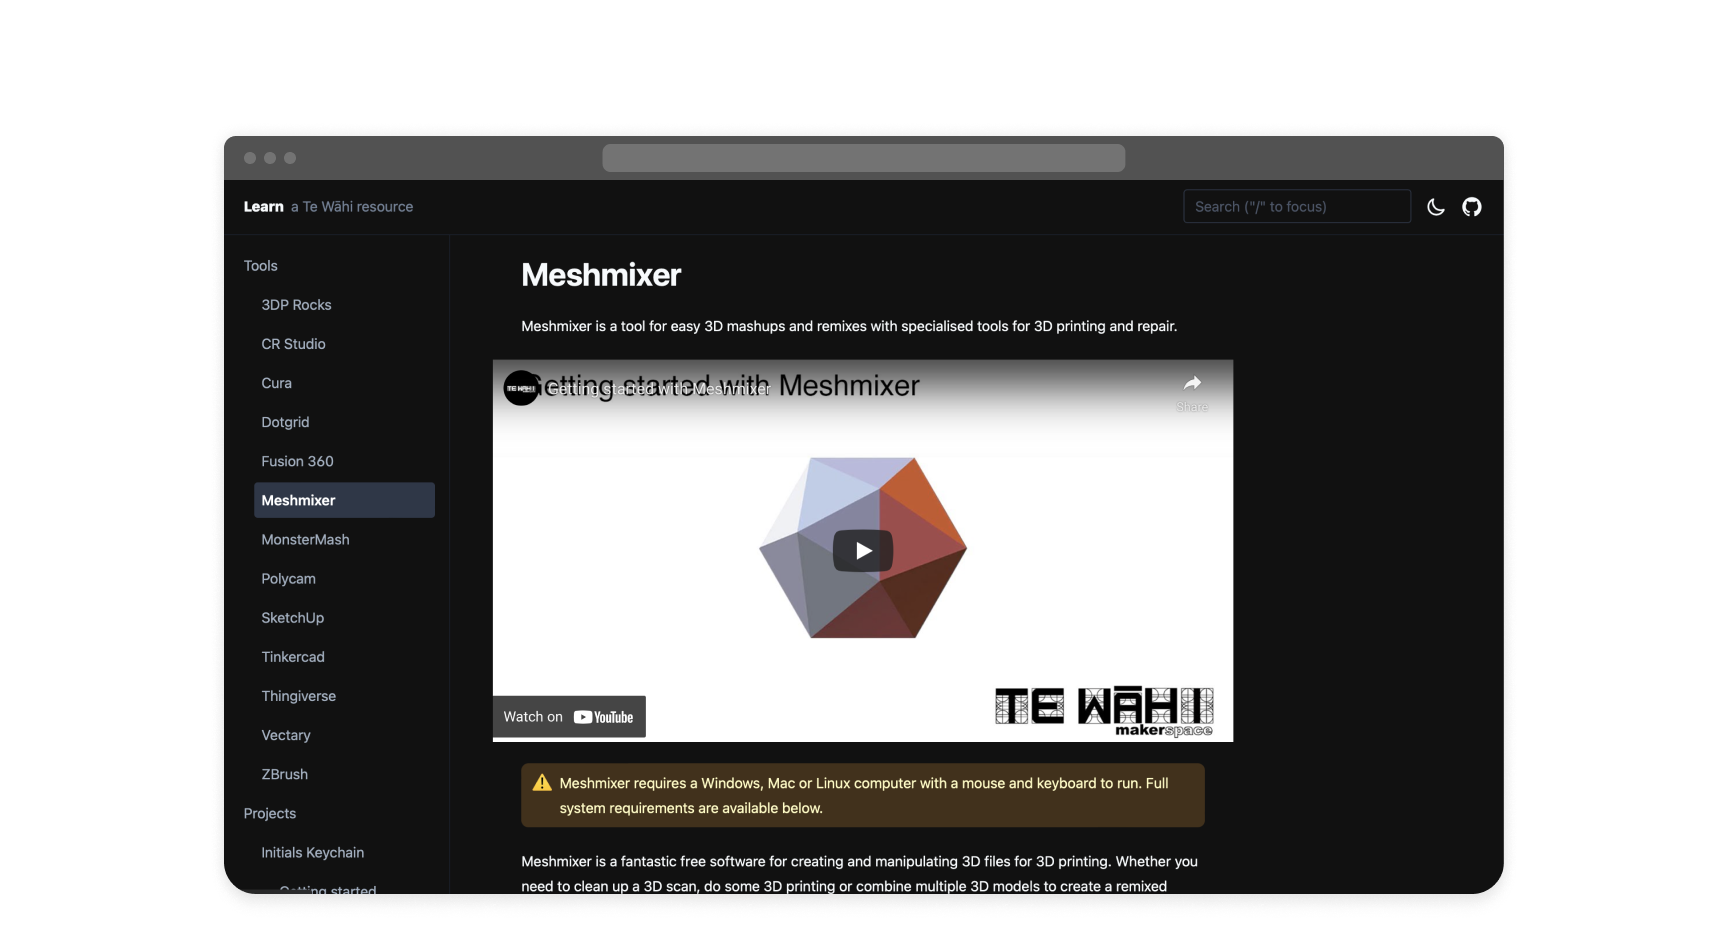 Learn a Te Wāhi resource
Search ("/" to focus)
Tools
3DP Rocks
CR Studio
Cura
Dotgrid
Fusion 360
Meshmixer
MonsterMash
Polycam
SketchUp
Tinkercad
Thingiverse
Vectary
ZBrush
Projects
Initials Keychain
Getting started
Meshmixer
Meshmixer is a tool for easy 3D mashups and remixes with specialised tools for 3D printing and repair.
Getting started with Meshmixer
TE WĀHI
Getting started with Meshmixer
Share
Watch on YouTube
TE WĀHI
makerspace
Meshmixer requires a Windows, Mac or Linux computer with a mouse and keyboard to run. Full
system requirements are available below.
Meshmixer is a fantastic free software for creating and manipulating 3D files for 3D printing. Whether you
need to clean up a 3D scan, do some 3D printing or combine multiple 3D models to create a remixed